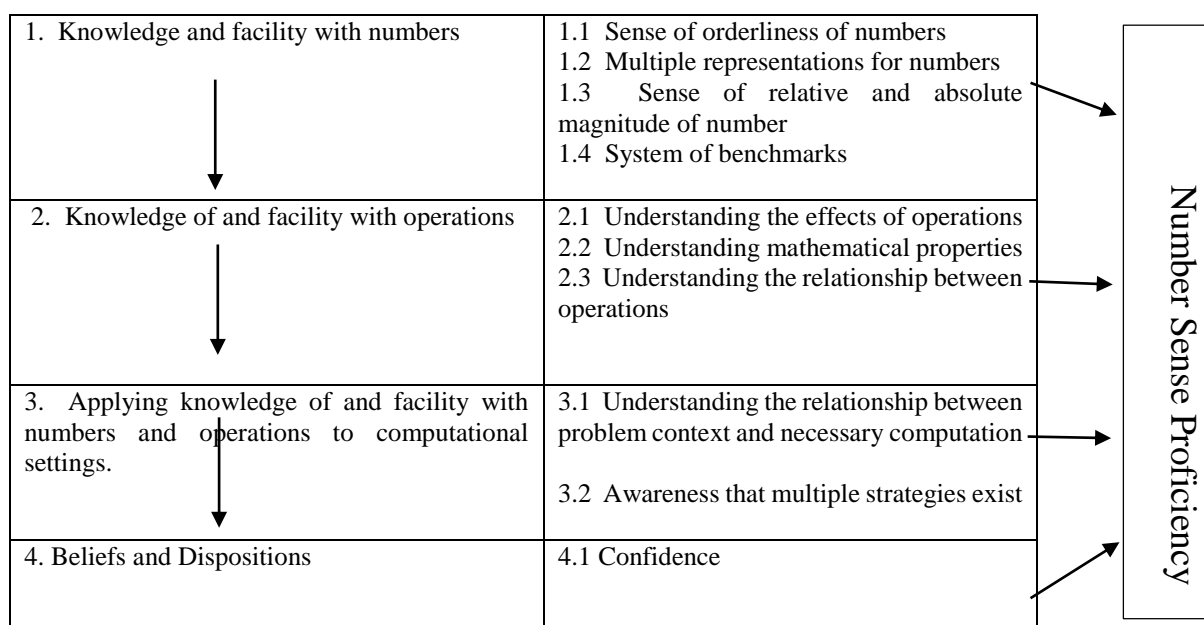 1. Knowledge and facility with numbers
1.1 Sense of orderliness of numbers
1.2 Multiple representations for numbers
1.3 Sense of relative and absolute
magnitude of number
1.4 System of benchmarks
2. Knowledge of and facility with operations
2.1 Understanding the effects of operations
2.2 Understanding mathematical properties
2.3 Understanding the relationship between
operations
3. Applying knowledge of and facility with
numbers and operations to computational
settings.
3.1 Understanding the relationship between
problem context and necessary computation
3.2 Awareness that multiple strategies exist
4. Beliefs and Dispositions
4.1 Confidence
Number Sense Proficiency